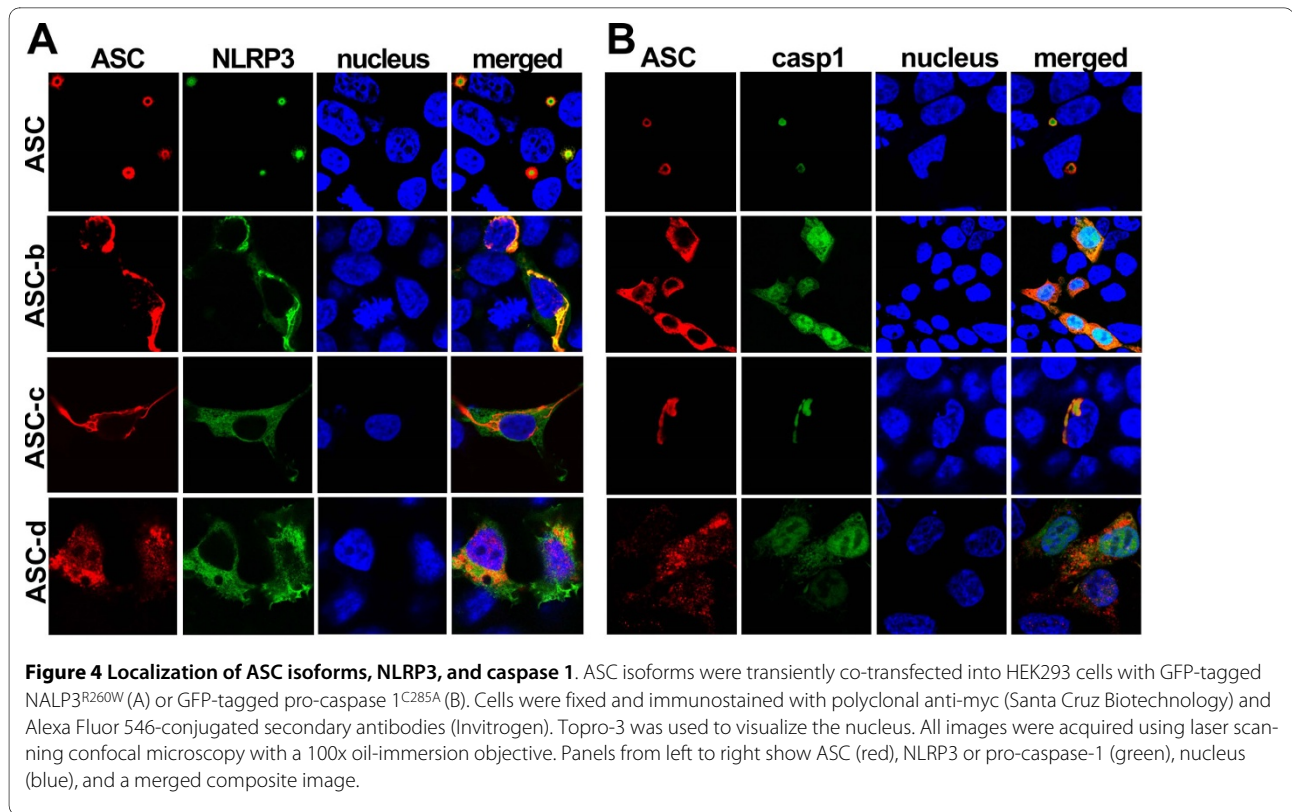 A
B
ASC NLRP3 nucleus merged
ASC casp1 nucleus merged
ASC
ASC-b
ASC-c
ASC-d
Figure 4 Localization of ASC isoforms, NLRP3, and caspase 1. ASC isoforms were transiently co-transfected into HEK293 cells with GFP-tagged
NALP3R260W (A) or GFP-tagged pro-caspase 1C285A (B). Cells were fixed and immunostained with polyclonal anti-myc (Santa Cruz Biotechnology) and
Alexa Fluor 546-conjugated secondary antibodies (Invitrogen). Topro-3 was used to visualize the nucleus. All images were acquired using laser scan-
ning confocal microscopy with a 100x oil-immersion objective. Panels from left to right show ASC (red), NLRP3 or pro-caspase-1 (green), nucleus
(blue), and a merged composite image.